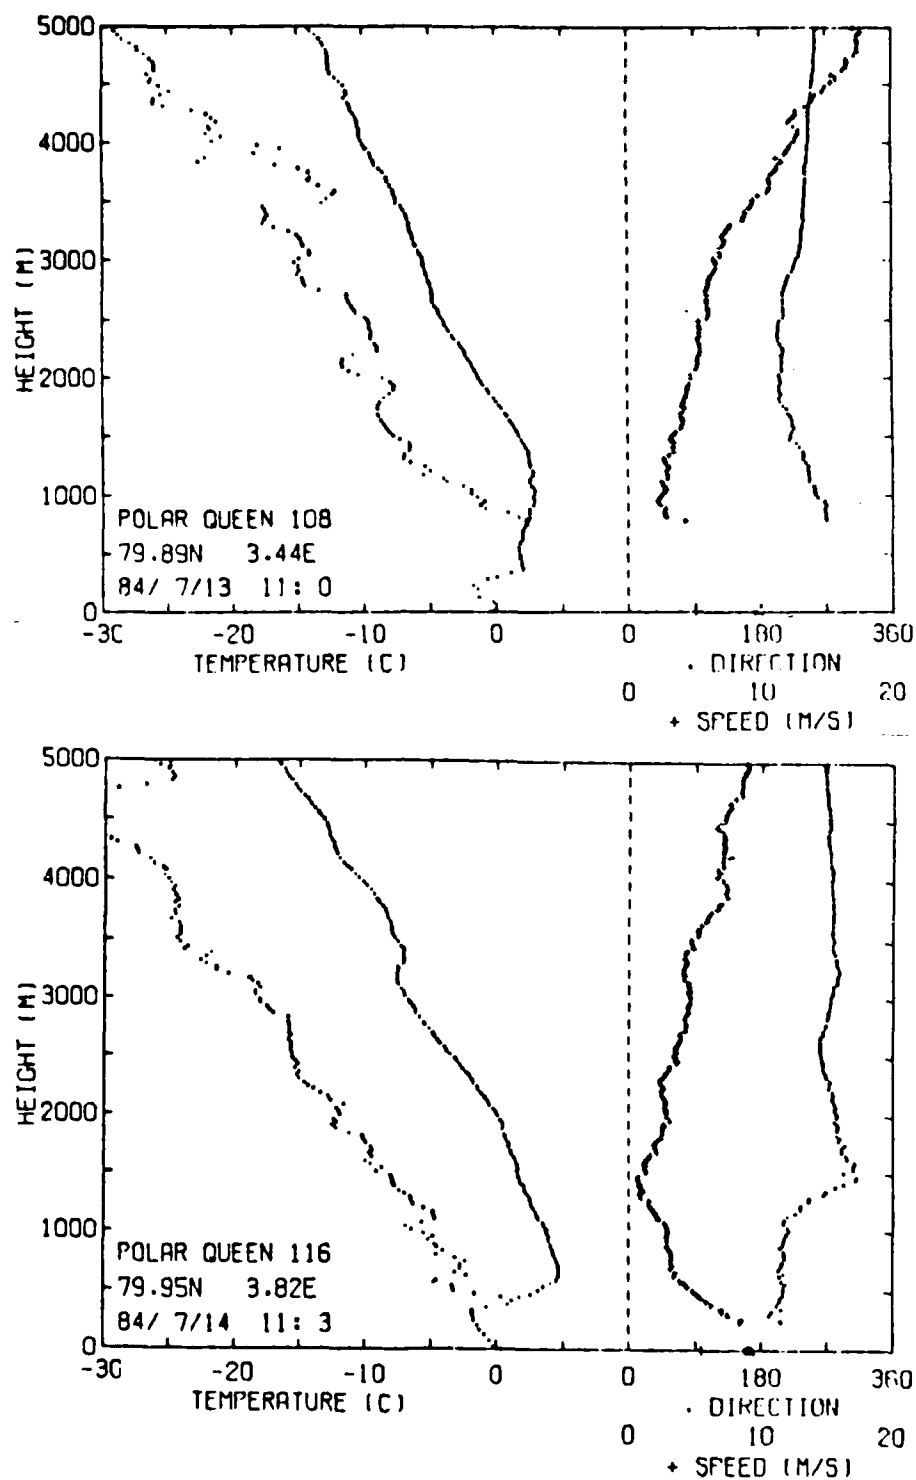 5000
4000
3000
2000
1000
0
HEIGHT (M)
POLAR QUEEN 108
79.89N 3.44E
84/ 7/13 11: 0
-30 -20 -10 0 0 180 360
TEMPERATURE (C) . DIRECTION
0 10 20
+ SPEED (M/S)
5000
4000
3000
2000
1000
0
HEIGHT (M)
POLAR QUEEN 116
79.95N 3.82E
84/ 7/14 11: 3
-30 -20 -10 0 0 180 360
TEMPERATURE (C) . DIRECTION
0 10 20
+ SPEED (M/S)